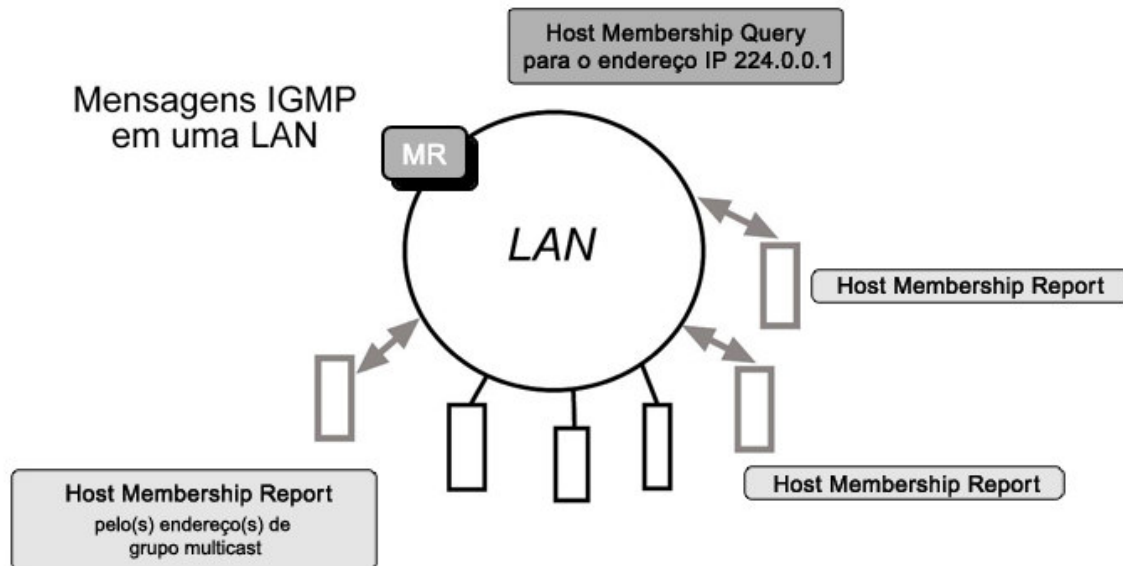 Host Membership Query
para o endereço IP 224.0.0.1
Mensagens IGMP
em uma LAN
MR
LAN
Host Membership Report
Host Membership Report
Host Membership Report
pelo(s) endereço(s) de
grupo multicast